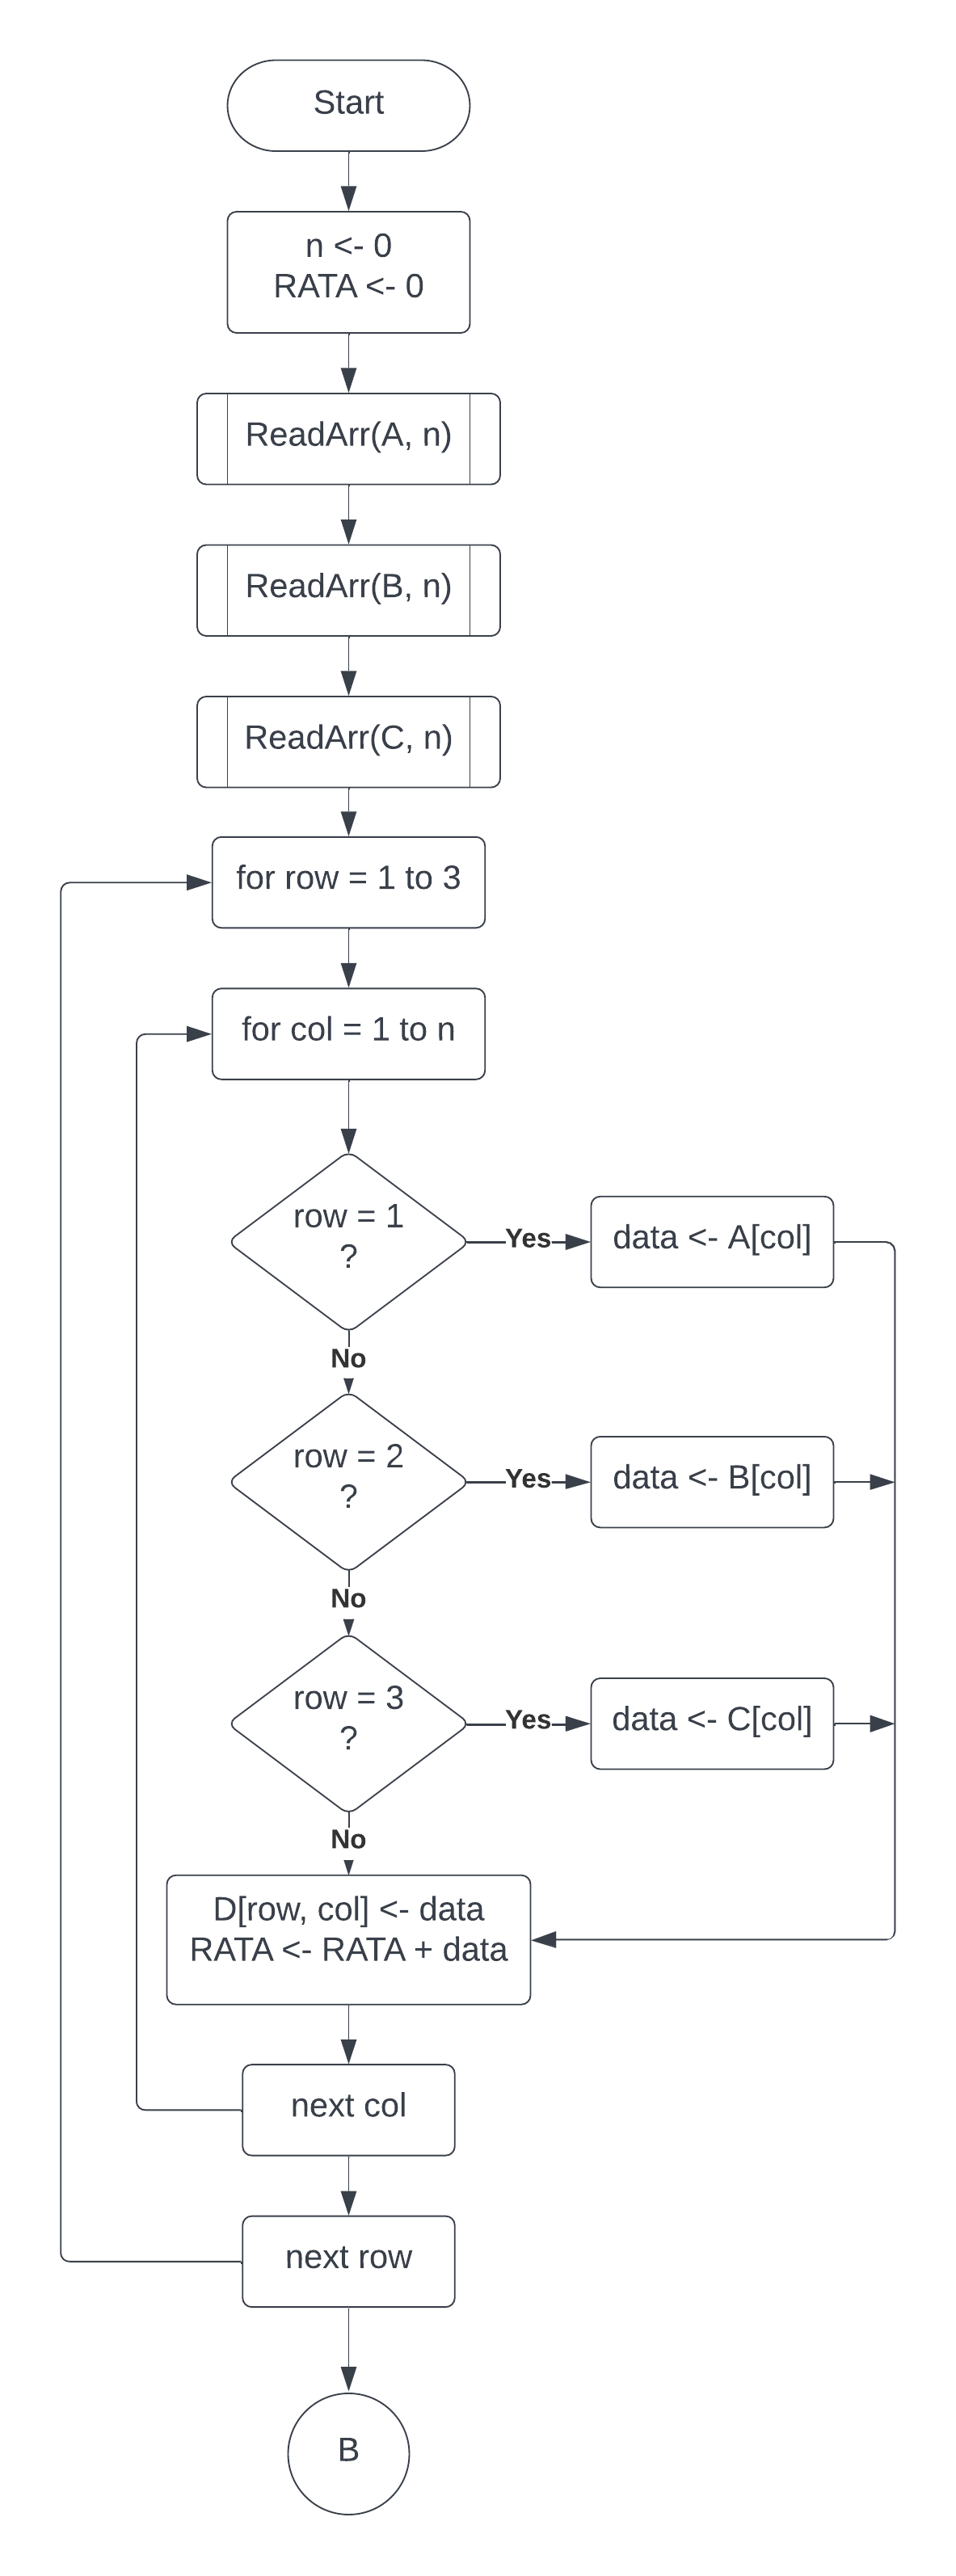 Start
n <- 0
RATA <- 0
ReadArr(A, n)
ReadArr(B, n)
ReadArr(C, n)
for row = 1 to 3
for col = 1 to n
row = 1
?
Yes
data <- A[col]
No
row = 2
?
Yes
data <- B[col]
No
row = 3
?
Yes
data <- C[col]
No
D[row, col] <- data
RATA <- RATA + data
next col
next row
B